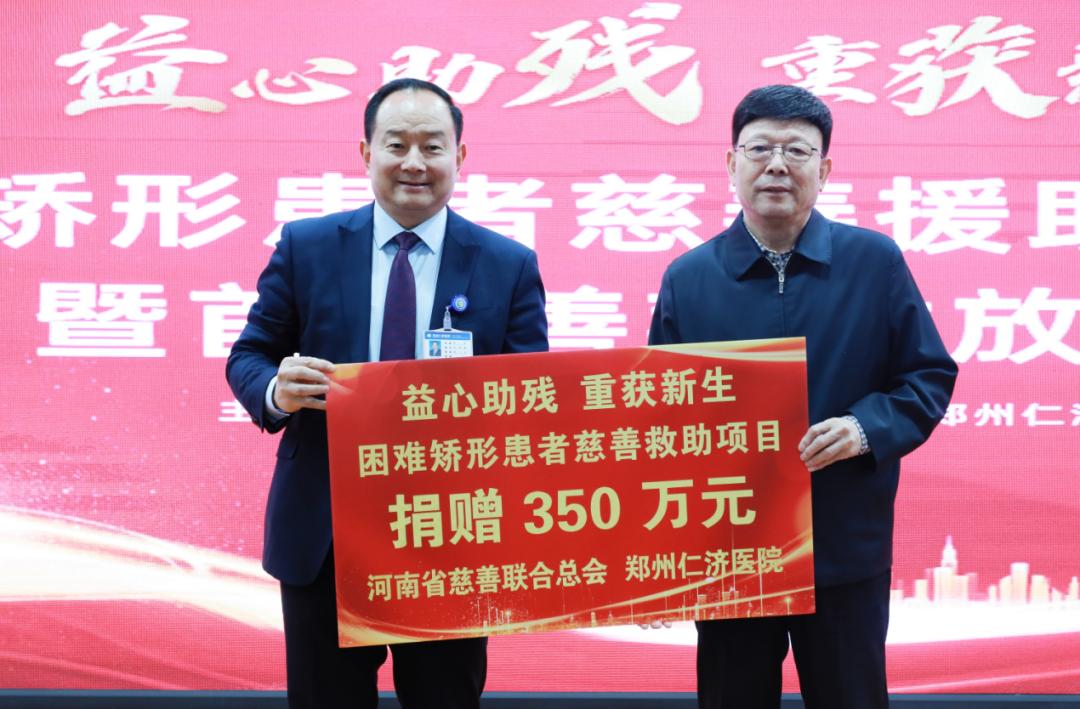 益心助残 重获
矫形患者慈善援助
暨首 善 放
主
郑州仁济
益心助残 重获新生
困难矫形患者慈善救助项目
捐赠 350 万元
河南省慈善联合总会 郑州仁济医院